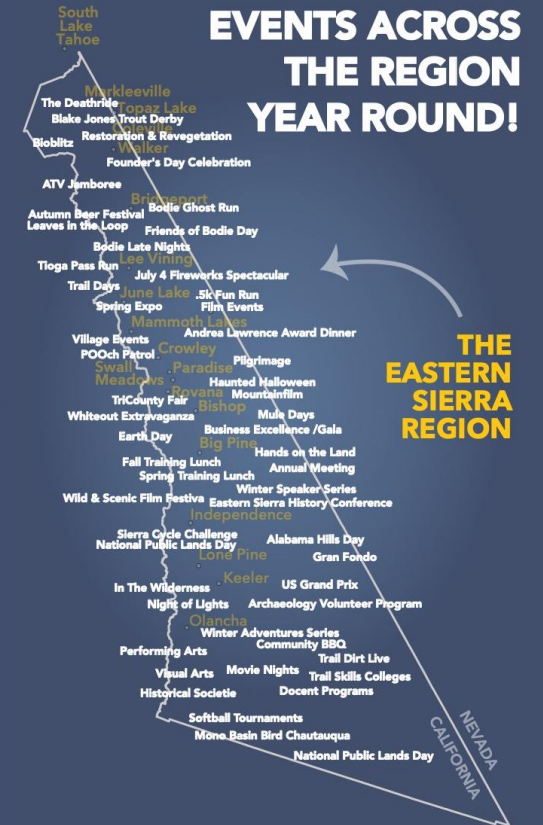 South
Lake
Tahoe
EVENTS ACROSS
THE REGION
YEAR ROUND!
Markleeville
The Deathride
Topaz Lake
Blake Jones Trout Derby
Coleville
Restoration & Revegetation
Bioblitz
Walker
Founder's Day Celebration
ATV Jamboree
Bridgeport
Bodie Ghost Run
Autumn Beer Festival
Leaves in the Loop
Friends of Bodie Day
Bodie Late Nights
Lee Vining
Tioga Pass Run
July 4 Fireworks Spectacular
Trail Days
June Lake
.5k Fun Run
Spring Expo
Film Events
Mammoth Lakes
Andrea Lawrence Award Dinner
Village Events
Crowley
POOch Patrol
Pilgrimage
Swall
Meadows
Paradise
Haunted Halloween
Rovana
Mountainfilm
TriCounty Fair
Bishop
Whiteout Extravaganza
Mule Days
Business Excellence /Gala
Earth Day
Big Pine
Hands on the Land
Fall Training Lunch
Annual Meeting
Spring Training Lunch
Winter Speaker Series
Wild & Scenic Film Festiva
Eastern Sierra History Conference
Independence
Sierra Cycle Challenge
National Public Lands Day
Alabama Hills Day
Lone Pine
Gran Fondo
Keeler
In The Wilderness
US Grand Prix
Night of Lights
Archaeology Volunteer Program
Olancha
Winter Adventures Series
Community BBQ
Performing Arts
Trail Dirt Live
Visual Arts
Movie Nights
Trail Skills Colleges
Historical Societie
Docent Programs
Softball Tournaments
Mono Basin Bird Chautauqua
National Public Lands Day
THE
EASTERN
SIERRA
REGION
NEVADA
CALIFORNIA